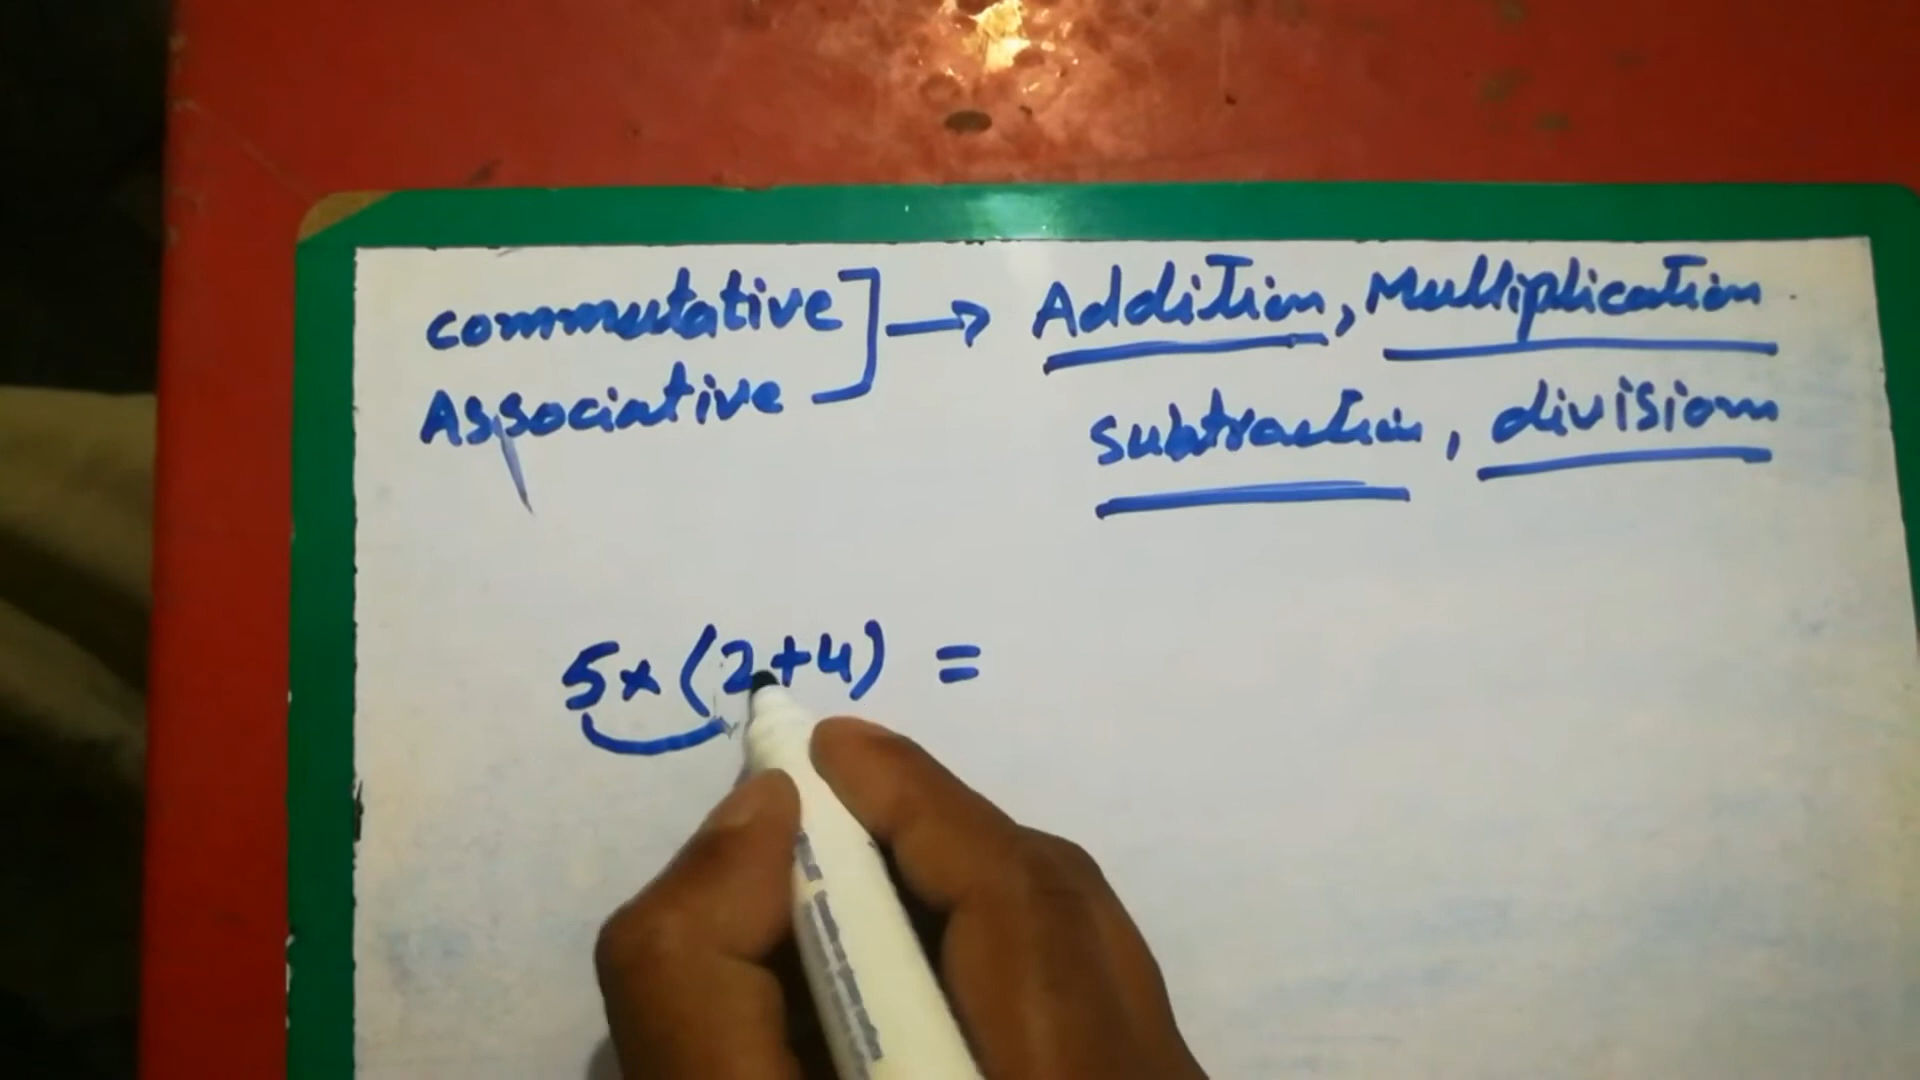 commutative ] → Addition, Multiplication
Associative subtraction, division
5 × (2+4) =